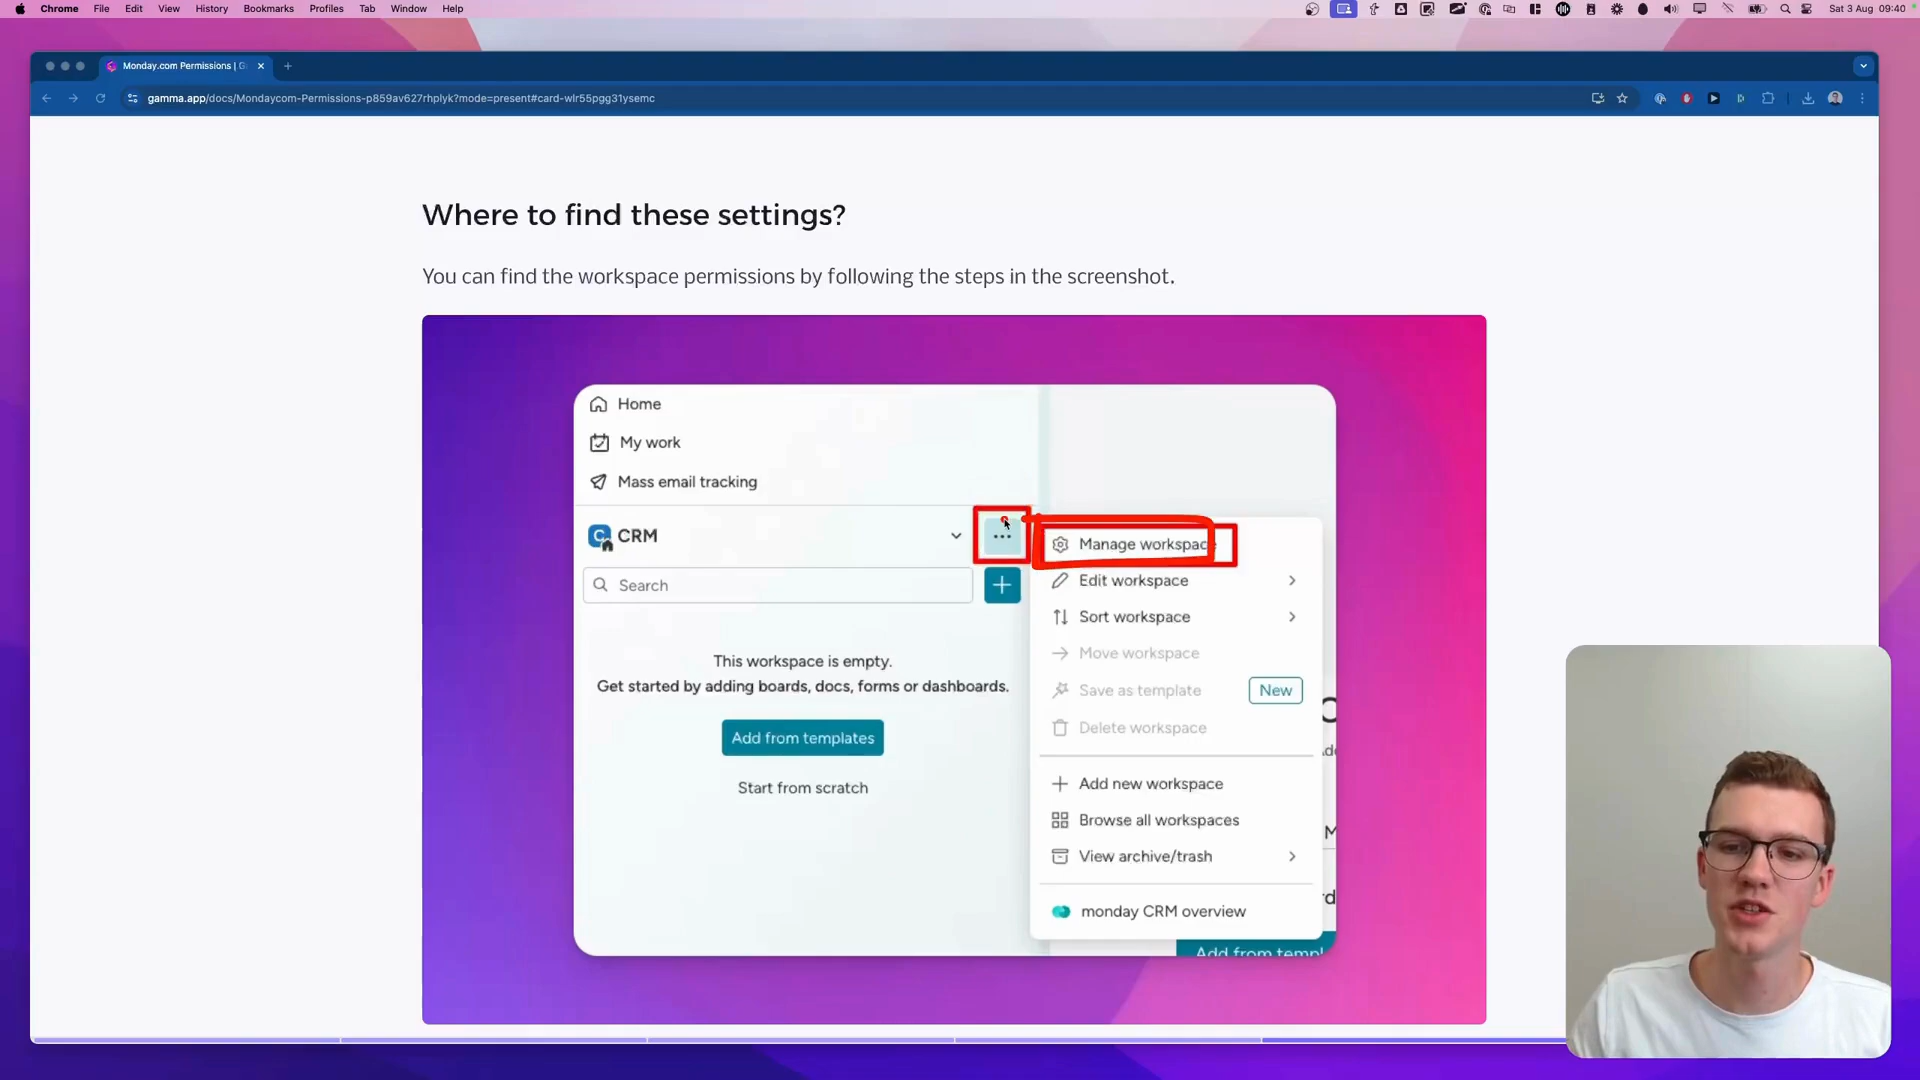 Chrome File Edit View History Bookmarks Profiles Tab Window Help Sat 3 Aug 09:40
Monday.com Permissions | G
gamma.app/docs/Mondaycom-Permissions-p859av627rhplyk?mode=present#card-wlr55pgg31ysemc
Where to find these settings?
You can find the workspace permissions by following the steps in the screenshot.
Home
My work
Mass email tracking
C CRM
Search
This workspace is empty.
Get started by adding boards, docs, forms or dashboards.
Add from templates
Start from scratch
Manage workspac
Edit workspace
Sort workspace
Move workspace
Save as template New
Delete workspace
Add new workspace
Browse all workspaces
View archive/trash
monday CRM overview
Add from templ